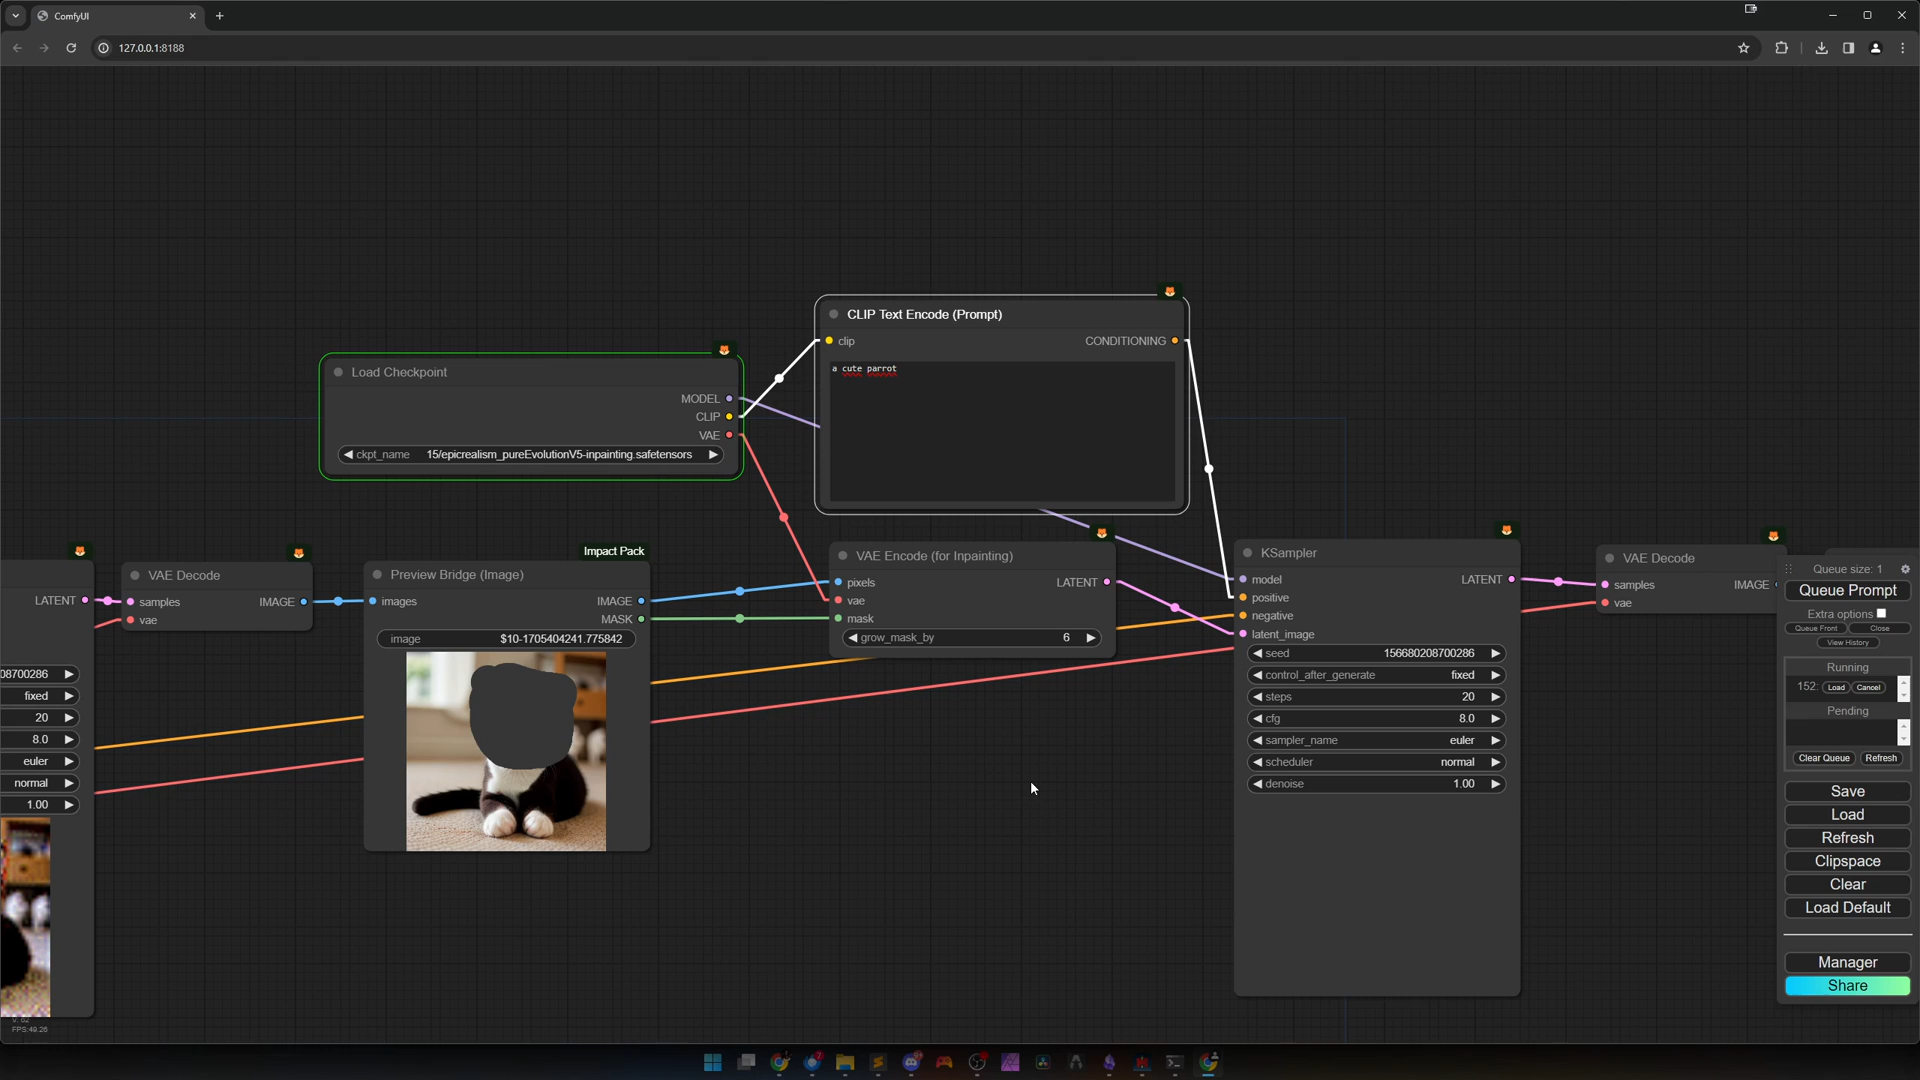 ComfyUI
127.0.0.1:8188
CLIP Text Encode (Prompt)
clip
CONDITIONING
a cute parrot
Load Checkpoint
MODEL
CLIP
VAE
ckpt_name 15/epicrealism_pureEvolutionV5-inpainting.safetensors
LATENT
08700286
fixed
20
8.0
euler
normal
1.00
VAE Decode
samples
IMAGE
vae
Impact Pack
Preview Bridge (Image)
images
IMAGE
MASK
image $10-1705404241.775842
VAE Encode (for Inpainting)
pixels
LATENT
vae
mask
grow_mask_by 6
KSampler
model
LATENT
positive
negative
latent_image
seed 156680208700286
control_after_generate fixed
steps 20
cfg 8.0
sampler_name euler
scheduler normal
denoise 1.00
VAE Decode
samples
IMAGE
vae
Queue size: 1
Queue Prompt
Extra options
Queue Front
Close
View History
Running
152: Load Cancel
Pending
Clear Queue Refresh
Save
Load
Refresh
Clipspace
Clear
Load Default
Manager
Share
FPS:49.26